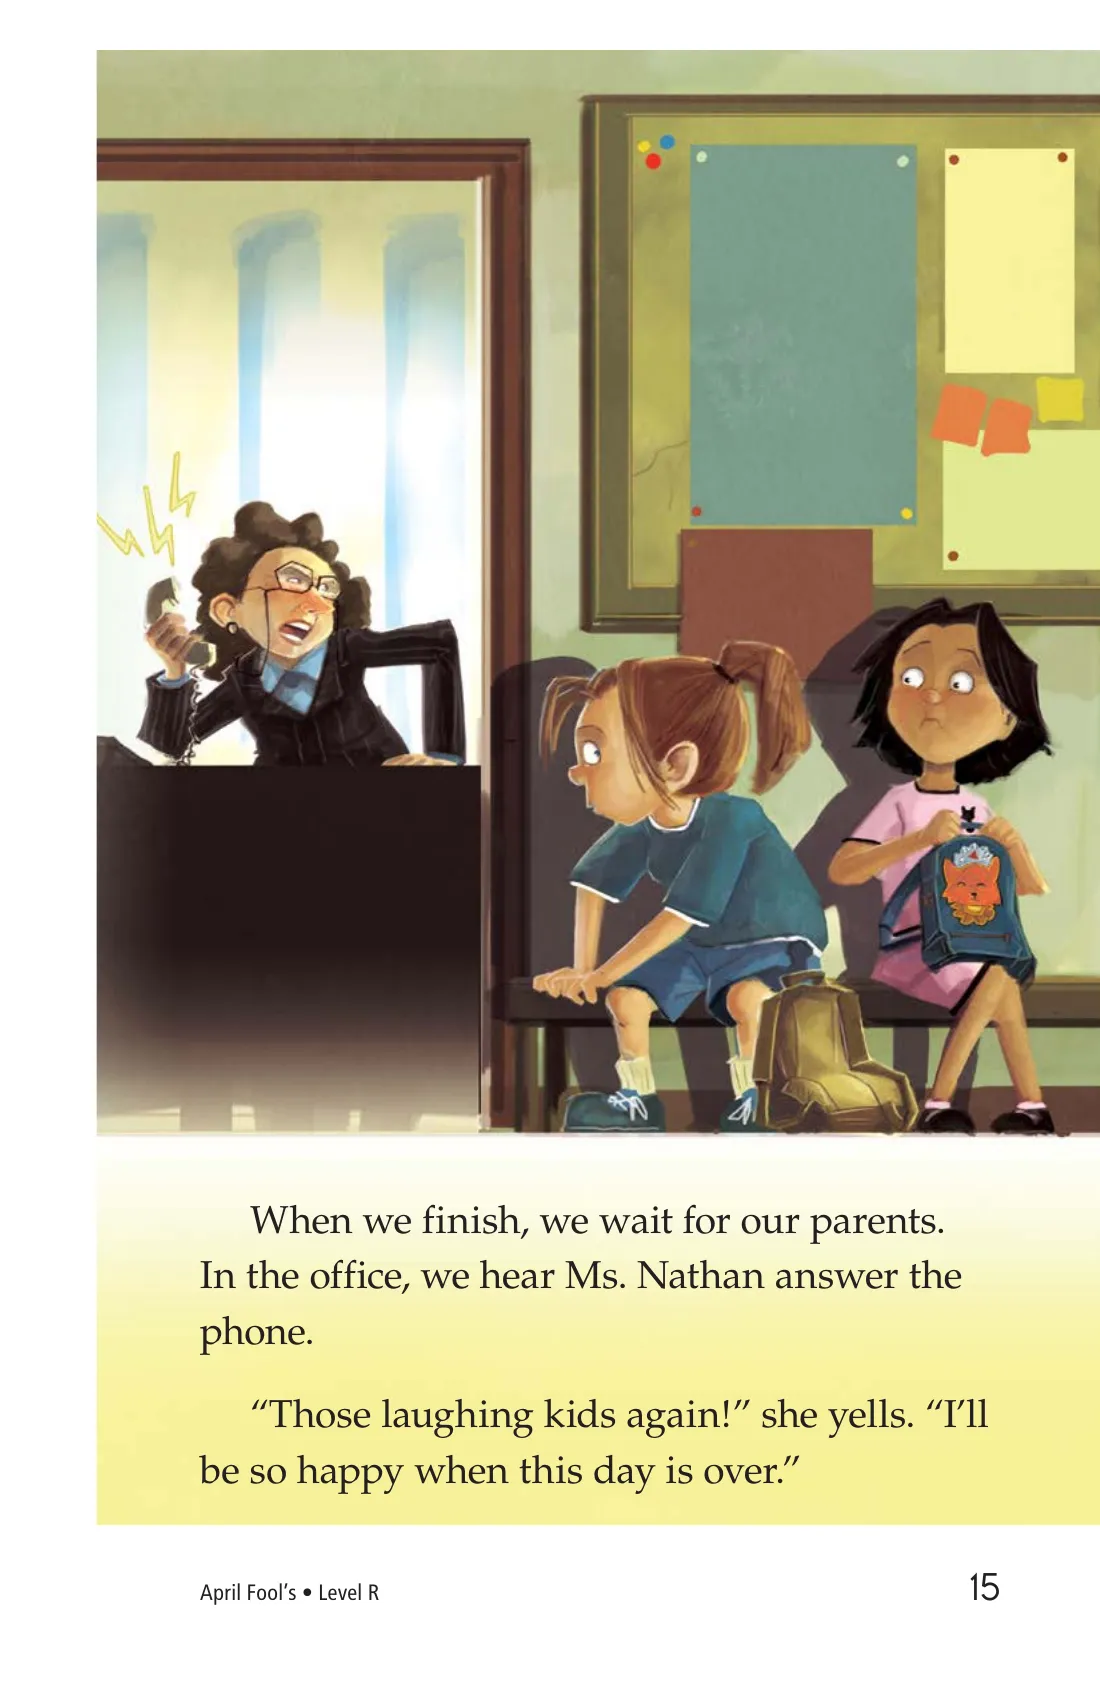 When we finish, we wait for our parents.
In the office, we hear Ms. Nathan answer the
phone.
“Those laughing kids again!” she yells. “I’ll
be so happy when this day is over.”
April Fool’s • Level R
15